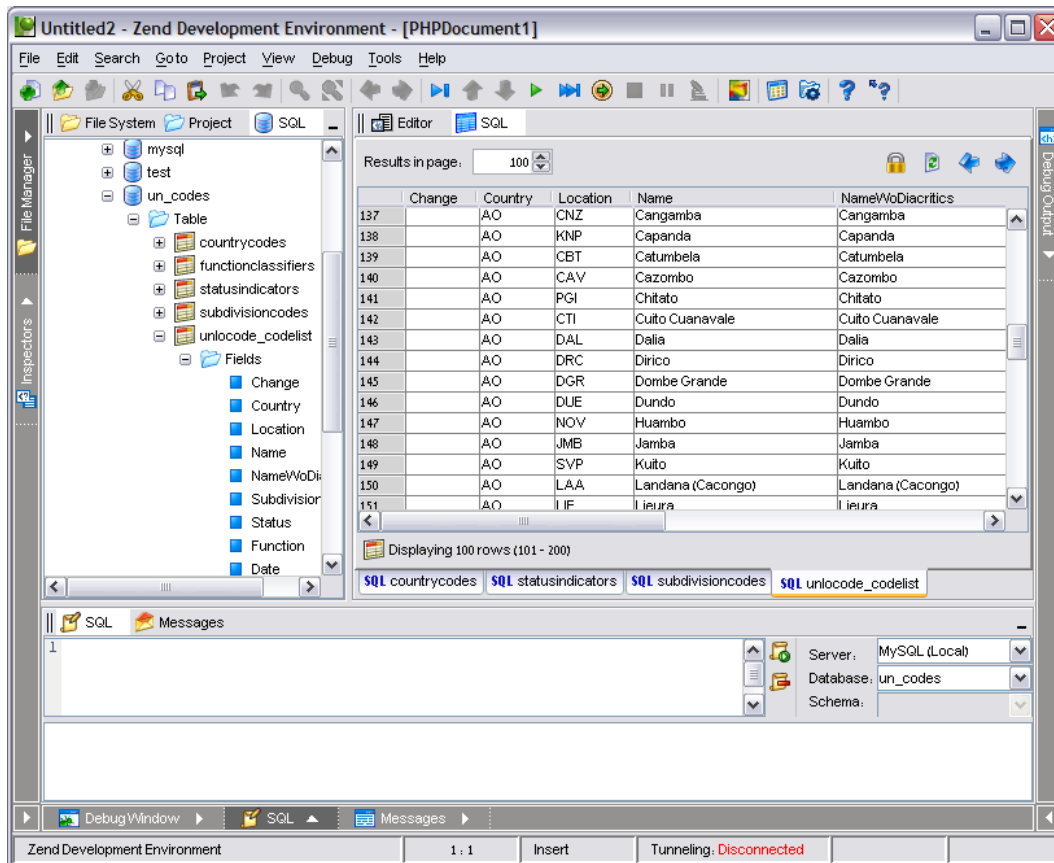 Untitled2 - Zend Development Environment - [PHPDocument1]
File Edit Search Goto Project View Debug Tools Help
File System Project SQL
Editor SQL
File Manager
Inspectors
Debug Output
mysql
test
un_codes
Table
countrycodes
functionclassifiers
statusindicators
subdivisioncodes
unlocode_codelist
Fields
Change
Country
Location
Name
NameWoDi
Subdivision
Status
Function
Date
Results in page: 100
Change Country Location Name NameWoDiacritics
137 AO CNZ Cangamba Cangamba
138 AO KNP Capanda Capanda
139 AO CBT Catumbela Catumbela
140 AO CAV Cazombo Cazombo
141 AO PGI Chitato Chitato
142 AO CTI Cuito Cuanavale Cuito Cuanavale
143 AO DAL Dalia Dalia
144 AO DRC Dirico Dirico
145 AO DGR Dombe Grande Dombe Grande
146 AO DUE Dundo Dundo
147 AO NOV Huambo Huambo
148 AO JMB Jamba Jamba
149 AO SVP Kuito Kuito
150 AO LAA Landana (Cacongo) Landana (Cacongo)
151 AO LIE Lieura Lieura
Displaying 100 rows (101 - 200)
SQL countrycodes SQL statusindicators SQL subdivisioncodes SQL unlocode_codelist
SQL Messages
1
Server: MySQL (Local)
Database: un_codes
Schema:
Debug Window SQL Messages
Zend Development Environment 1 : 1 Insert Tunneling: Disconnected